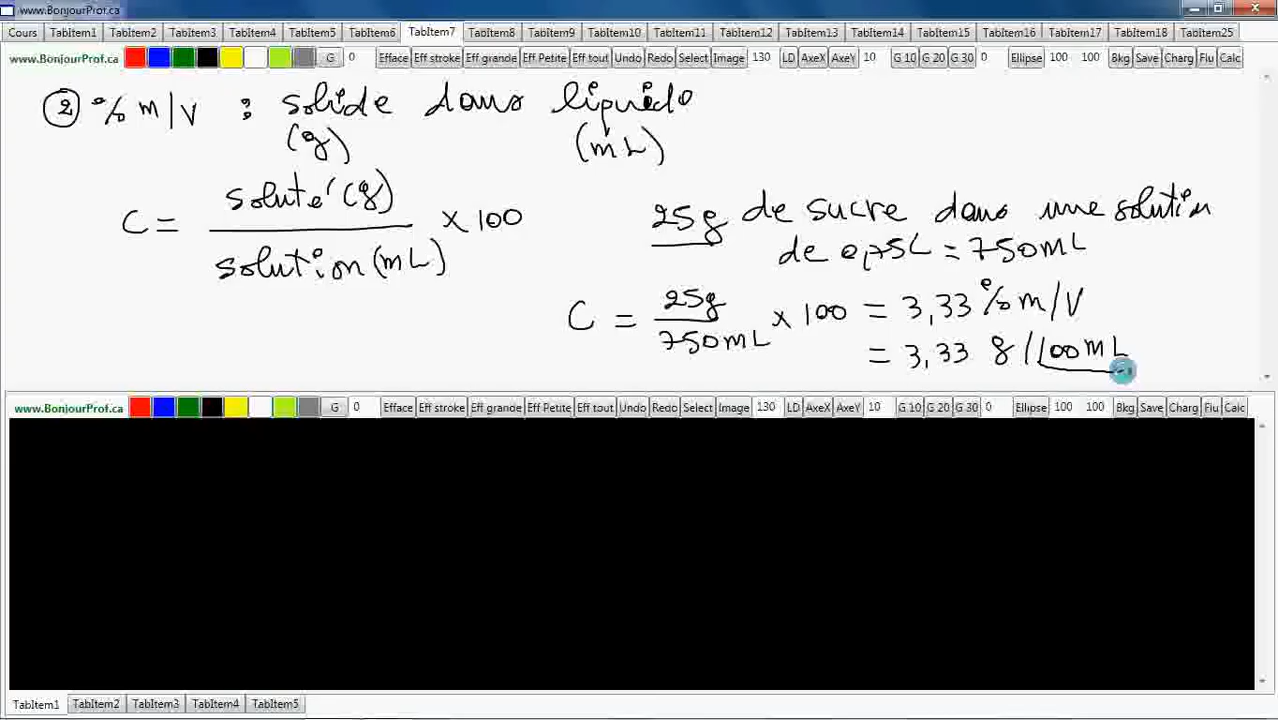 www.BonjourProf.ca
Cours TabItem1 TabItem2 TabItem3 TabItem4 TabItem5 TabItem6 TabItem7 TabItem8 TabItem9 TabItem10 TabItem11 TabItem12 TabItem13 TabItem14 TabItem15 TabItem16 TabItem17 TabItem18 TabItem25
www.BonjourProf.ca G 0 Efface Eff stroke Eff grande Eff Petite Eff tout Undo Redo Select Image 130 LD AxeX AxeY 10 G 10 G 20 G 30 0 Ellipse 100 100 Bkg Save Charg Flu Calc
② % m/V : solide dans liquide
(g) (mL)
C = soluté (g) / solution (mL) × 100
25g de sucre dans une solution
de 0,75L = 750mL
C = 25g / 750mL × 100 = 3,33 % m/V
= 3,33 g/100mL
www.BonjourProf.ca G 0 Efface Eff stroke Eff grande Eff Petite Eff tout Undo Redo Select Image 130 LD AxeX AxeY 10 G 10 G 20 G 30 0 Ellipse 100 100 Bkg Save Charg Flu Calc
TabItem1 TabItem2 TabItem3 TabItem4 TabItem5